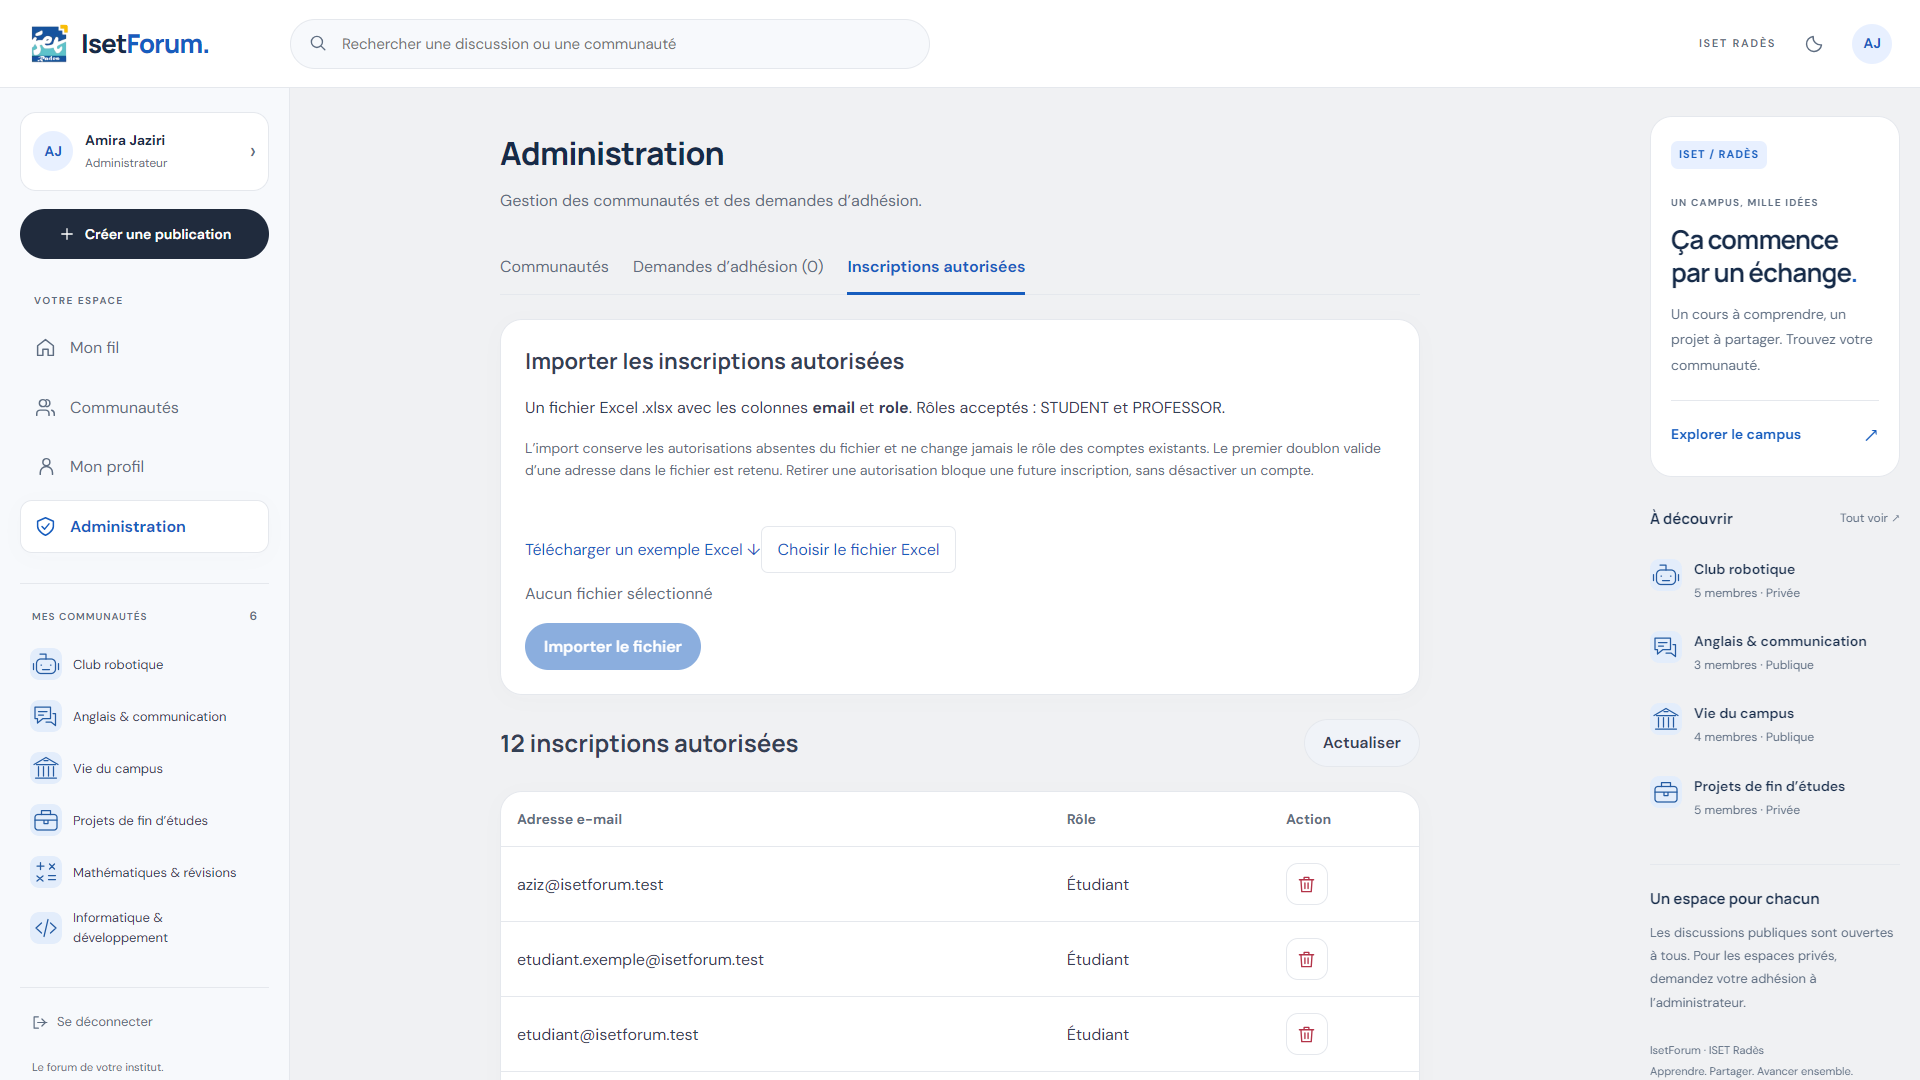 IsetForum.
Rechercher une discussion ou une communauté
ISET RADÈS
AJ
AJ
Amira Jaziri
Administrateur
Créer une publication
VOTRE ESPACE
Mon fil
Communautés
Mon profil
Administration
MES COMMUNAUTÉS
6
Club robotique
Anglais & communication
Vie du campus
Projets de fin d’études
Mathématiques & révisions
Informatique &
développement
Se déconnecter
Le forum de votre institut.
Administration
Gestion des communautés et des demandes d’adhésion.
Communautés
Demandes d’adhésion (0)
Inscriptions autorisées
Importer les inscriptions autorisées
Un fichier Excel .xlsx avec les colonnes email et role. Rôles acceptés : STUDENT et PROFESSOR.
L’import conserve les autorisations absentes du fichier et ne change jamais le rôle des comptes existants. Le premier doublon valide
d’une adresse dans le fichier est retenu. Retirer une autorisation bloque une future inscription, sans désactiver un compte.
Télécharger un exemple Excel ↓
Choisir le fichier Excel
Aucun fichier sélectionné
Importer le fichier
12 inscriptions autorisées
Actualiser
Adresse e-mail
Rôle
Action
aziz@isetforum.test
Étudiant
etudiant.exemple@isetforum.test
Étudiant
etudiant@isetforum.test
Étudiant
ISET / RADÈS
UN CAMPUS, MILLE IDÉES
Ça commence
par un échange.
Un cours à comprendre, un
projet à partager. Trouvez votre
communauté.
Explorer le campus ↗
À découvrir
Tout voir ↗
Club robotique
5 membres · Privée
Anglais & communication
3 membres · Publique
Vie du campus
4 membres · Publique
Projets de fin d’études
5 membres · Privée
Un espace pour chacun
Les discussions publiques sont ouvertes
à tous. Pour les espaces privés,
demandez votre adhésion à
l’administrateur.
IsetForum · ISET Radès
Apprendre. Partager. Avancer ensemble.